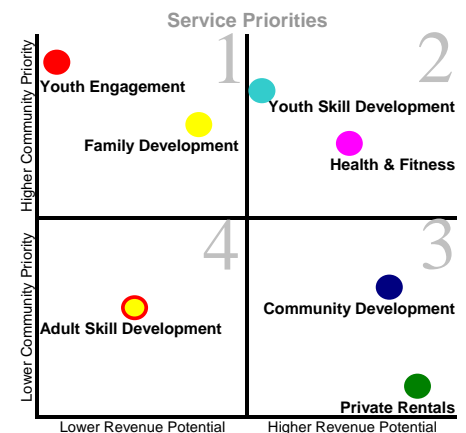 Service Priorities
Higher Community Priority
1
2
Youth Engagement
Youth Skill Development
Family Development
Health & Fitness
Lower Community Priority
4
3
Community Development
Adult Skill Development
Private Rentals
Lower Revenue Potential
Higher Revenue Potential